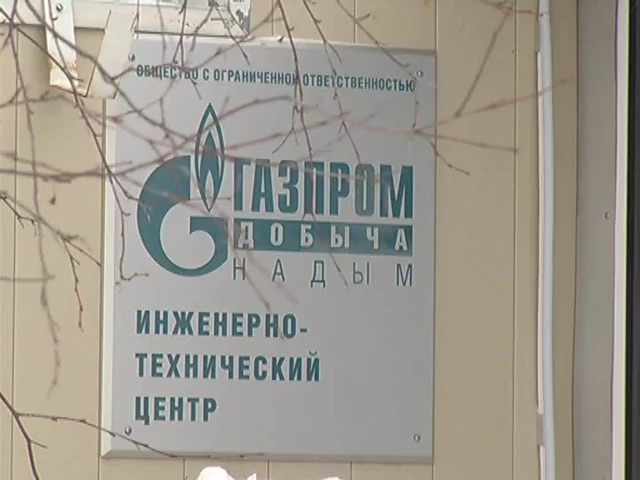 ОБЩЕСТВО С ОГРАНИЧЕННОЙ ОТВЕТСТВЕННОСТЬЮ
ГАЗПРОМ
ДОБЫЧА
НАДЫМ
ИНЖЕНЕРНО-
ТЕХНИЧЕСКИЙ
ЦЕНТР